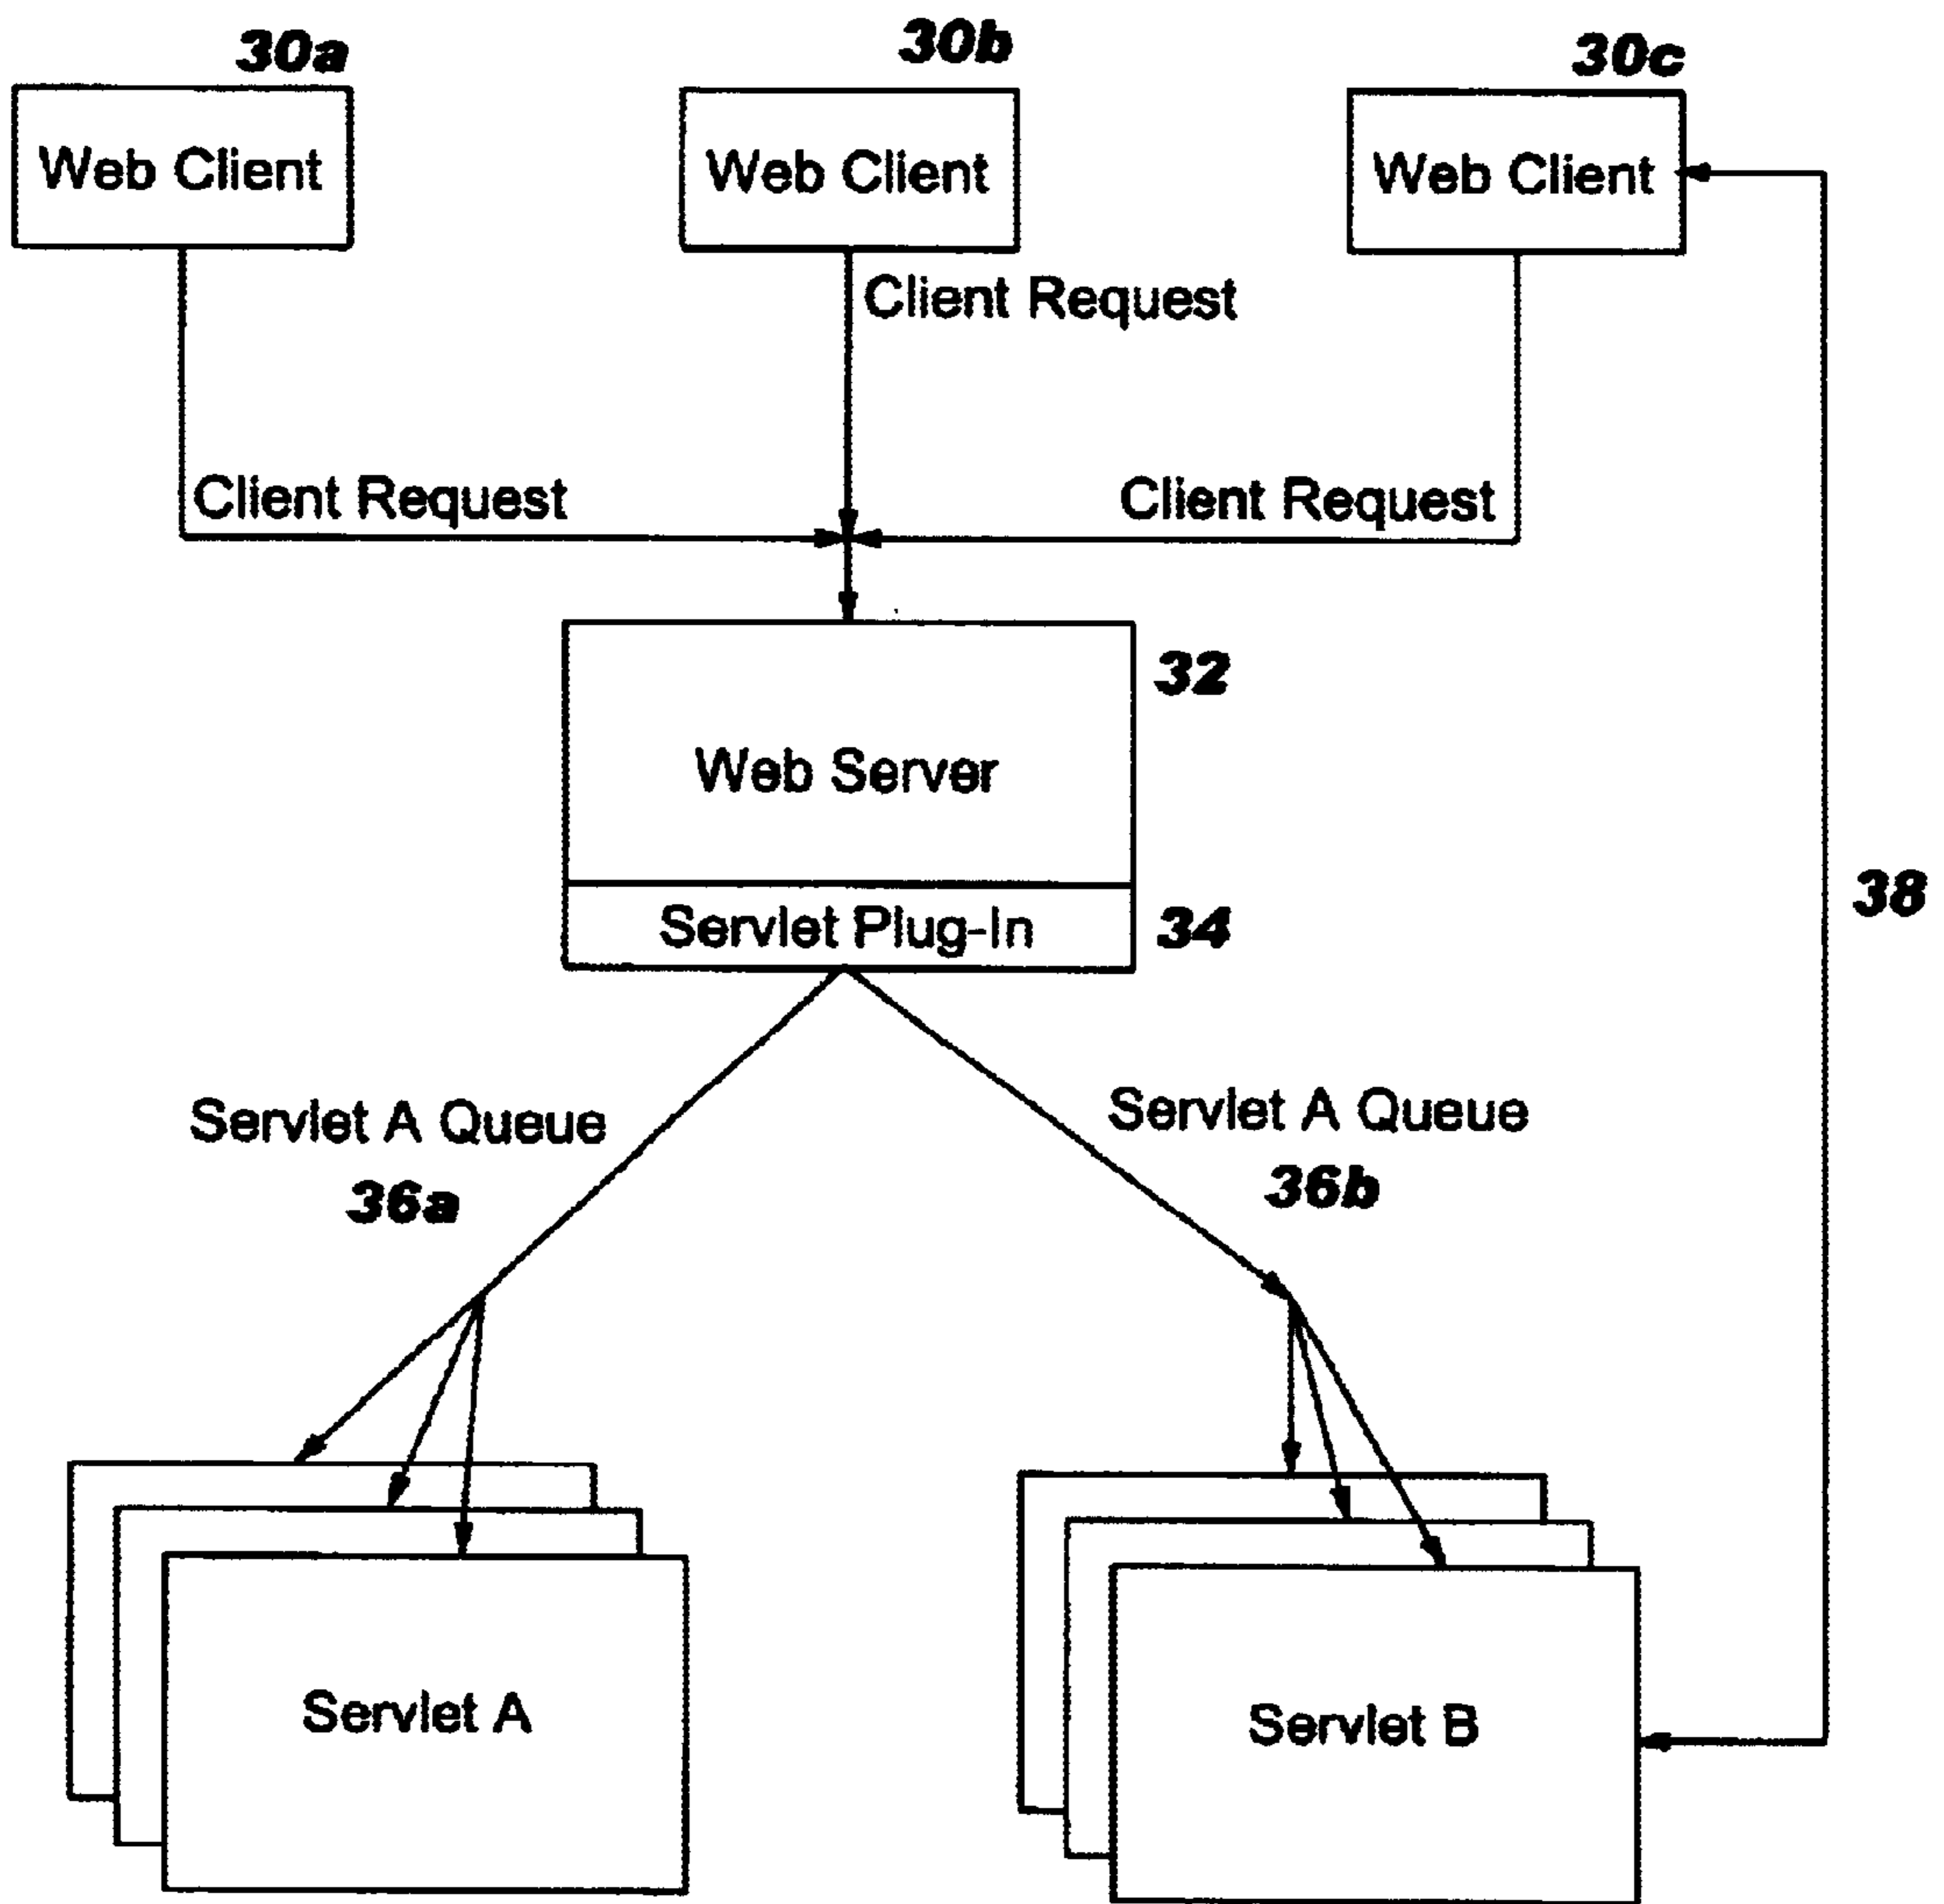 30a
30b
30c
Web Client
Web Client
Web Client
Client Request
Client Request
Client Request
32
Web Server
38
Servlet Plug-In
34
Servlet A Queue
36a
Servlet A Queue
36b
Servlet A
Servlet B